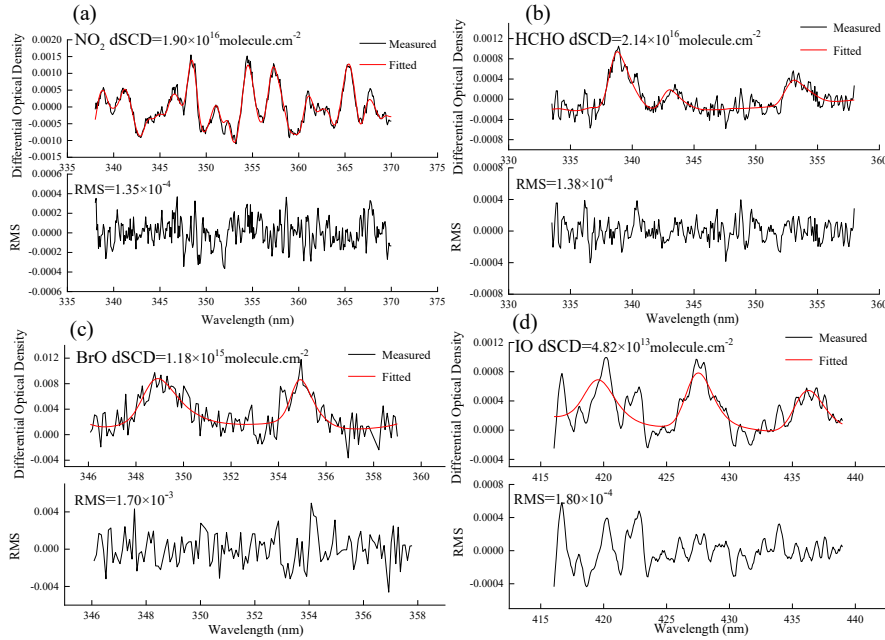 (a)
NO₂ dSCD=1.90×10¹⁶molecule.cm⁻²
Measured
Fitted
Differential Optical Density
0.0020
0.0015
0.0010
0.0005
0.0000
-0.0005
-0.0010
-0.0015
335 340 345 350 355 360 365 370 375
RMS=1.35×10⁻⁴
RMS
0.0006
0.0004
0.0002
0.0000
-0.0002
-0.0004
0.0006
335 340 345 350 355 360 365 370 375
Wavelength (nm)
(b)
HCHO dSCD=2.14×10¹⁶molecule.cm⁻²
Measured
Fitted
Differential Optical Density
0.0012
0.0008
0.0004
0.0000
-0.0004
-0.0008
330 335 340 345 350 355 360
RMS=1.38×10⁻⁴
RMS
0.0008
0.0004
0.0000
-0.0004
-0.0008
330 335 340 345 350 355 360
Wavelength (nm)
(c)
BrO dSCD=1.18×10¹⁵molecule.cm⁻²
Measured
Fitted
Differential Optical Density
0.012
0.008
0.004
0.000
-0.004
346 348 350 352 354 356 358 360
RMS=1.70×10⁻³
RMS
0.004
0.000
-0.004
346 348 350 352 354 356 358
Wavelength (nm)
(d)
IO dSCD=4.82×10¹³molecule.cm⁻²
Measured
Fitted
Differential Optical Density
0.0012
0.0008
0.0004
0.0000
-0.0004
415 420 425 430 435 440
RMS=1.80×10⁻⁴
RMS
0.0008
0.0004
0.0000
-0.0004
415 420 425 430 435 440
Wavelength (nm)